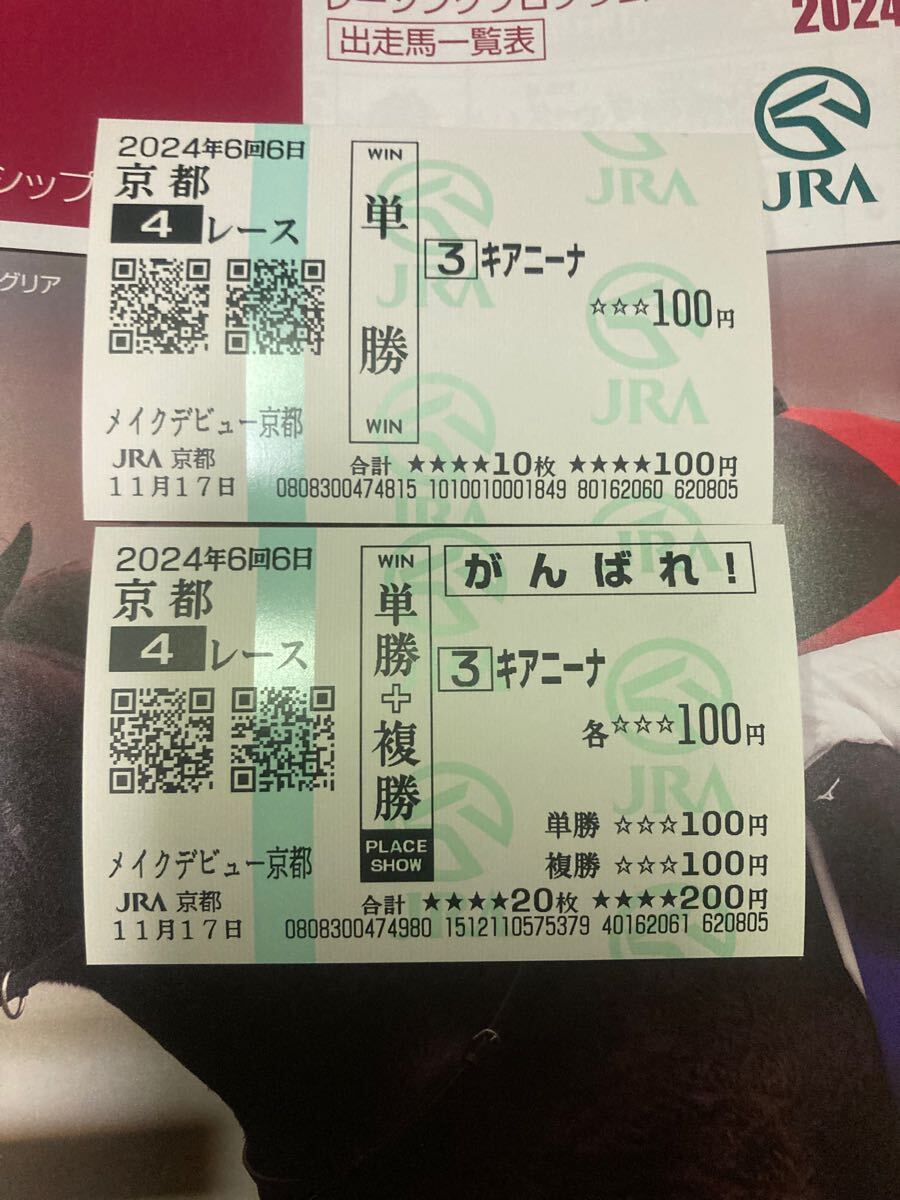 出走馬一覧表
2024
JRA
シップ
グリア
2024年6回6日
京都
4レース
WIN
単勝
WIN
3 キアニーナ
☆☆☆100円
メイクデビュー京都
JRA 京都
11月17日
合計 ★★★★10枚 ★★★★100円
0808300474815 1010010001849 80162060 620805
JRA
JRA
JRA
2024年6回6日
京都
4レース
WIN
単勝+複勝
PLACE
SHOW
がんばれ!
3 キアニーナ
各☆☆☆100円
単勝 ☆☆☆100円
複勝 ☆☆☆100円
メイクデビュー京都
JRA 京都
11月17日
合計 ★★★★20枚 ★★★★200円
0808300474980 1512110575379 40162061 620805
JRA
JRA